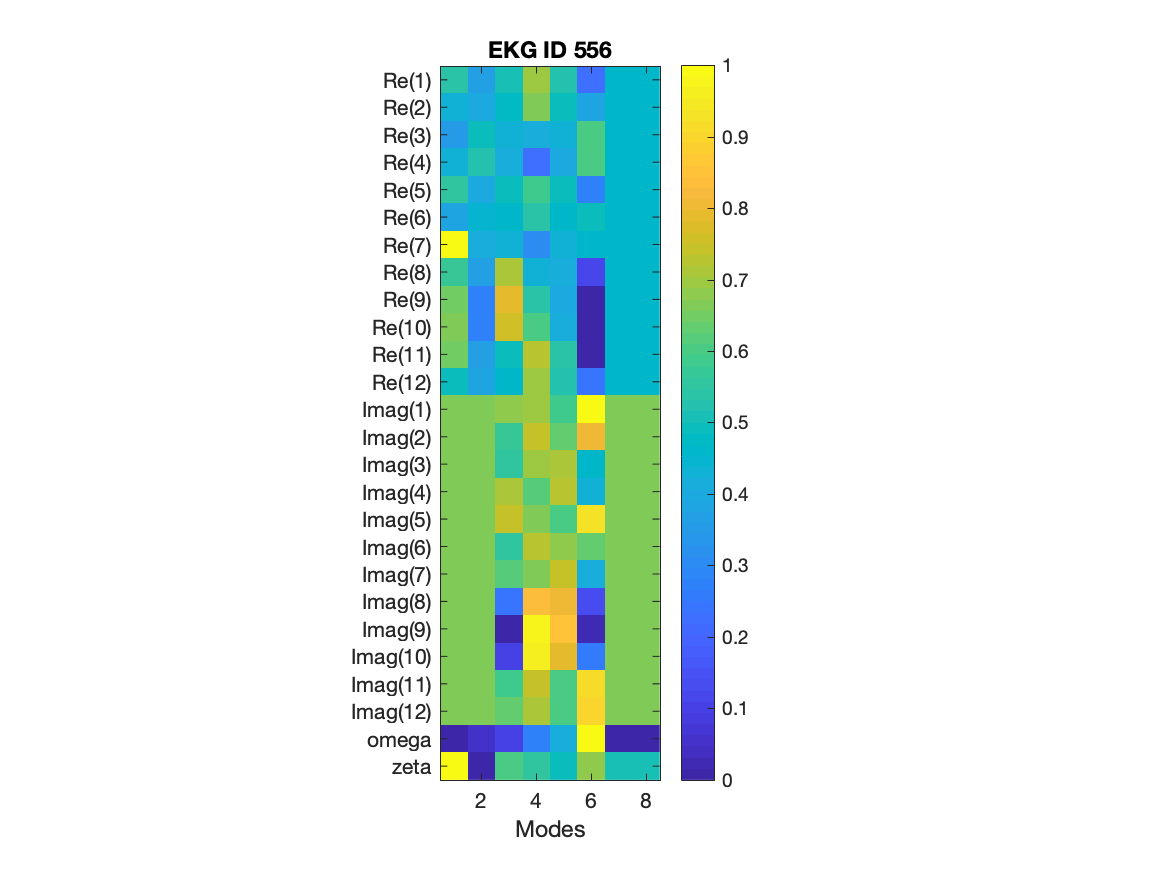 EKG ID 556
Re(1)
Re(2)
Re(3)
Re(4)
Re(5)
Re(6)
Re(7)
Re(8)
Re(9)
Re(10)
Re(11)
Re(12)
Imag(1)
Imag(2)
Imag(3)
Imag(4)
Imag(5)
Imag(6)
Imag(7)
Imag(8)
Imag(9)
Imag(10)
Imag(11)
Imag(12)
omega
zeta
2 4 6 8
Modes
1
0.9
0.8
0.7
0.6
0.5
0.4
0.3
0.2
0.1
0